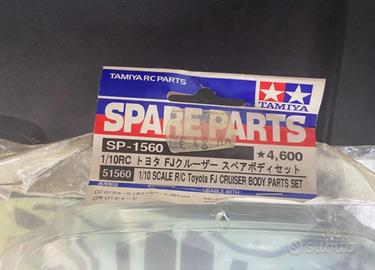 TAMIYA RC PARTS
TAMIYA
SPARE PARTS
SP-1560
★4,600
1/10RC トヨタ FJクルーザー スペアボディセット
51560
1/10 SCALE R/C Toyota FJ CRUISER BODY PARTS SET
USABLE WITH
subito